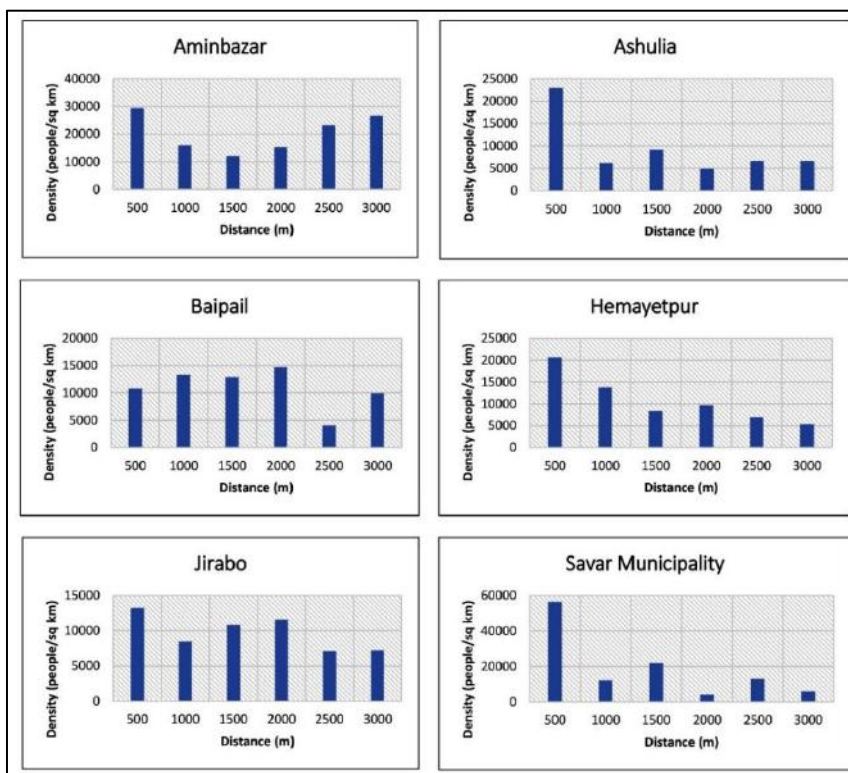 Aminbazar
Density (people/sq km)
40000
30000
20000
10000
0
500 1000 1500 2000 2500 3000
Distance (m)
Ashulia
Density (people/sq km)
25000
20000
15000
10000
5000
0
500 1000 1500 2000 2500 3000
Distance (m)
Baipail
Density (people/sq km)
20000
15000
10000
5000
0
500 1000 1500 2000 2500 3000
Distance (m)
Hemayetpur
Density (people/sq km)
25000
20000
15000
10000
5000
0
500 1000 1500 2000 2500 3000
Distance (m)
Jirabo
Density (people/sq km)
15000
10000
5000
0
500 1000 1500 2000 2500 3000
Distance (m)
Savar Municipality
Density (people/sq km)
60000
40000
20000
0
500 1000 1500 2000 2500 3000
Distance (m)